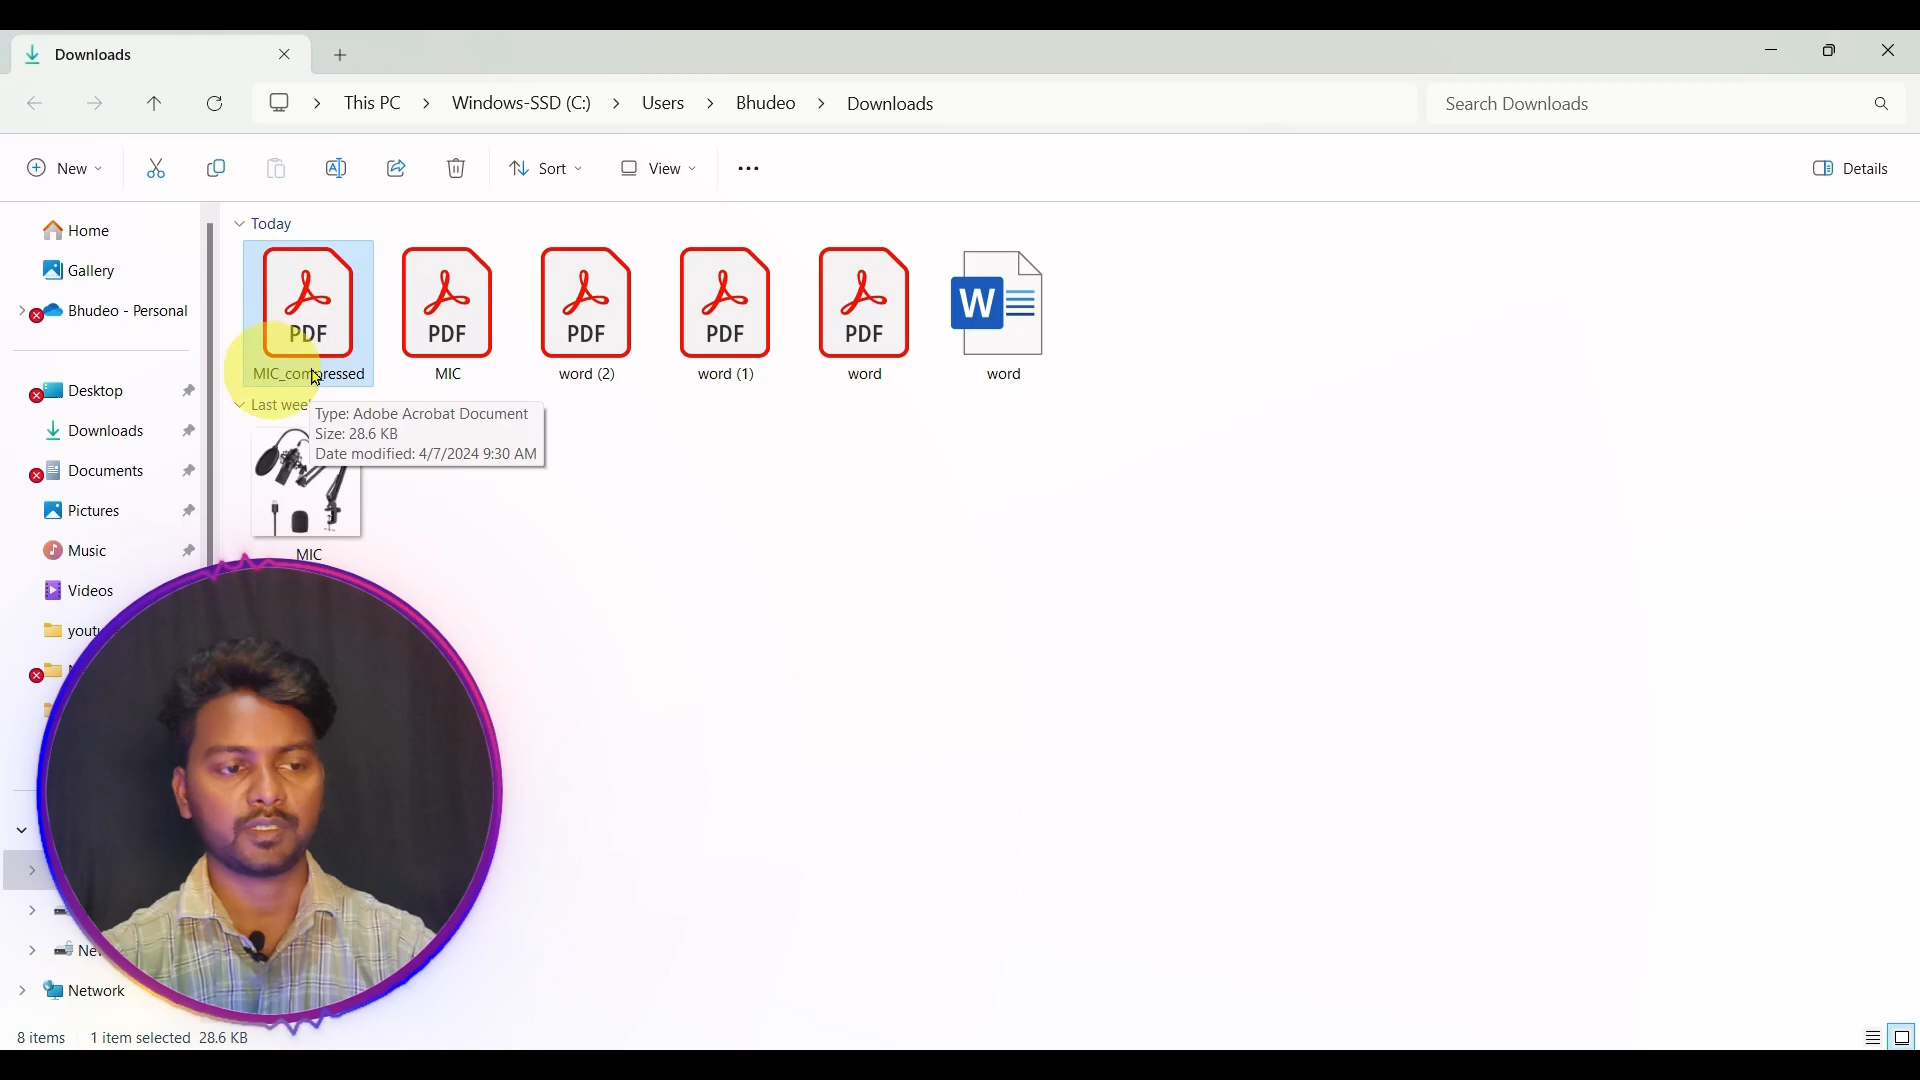 Downloads
This PC
Windows-SSD (C:)
Users
Bhudeo
Downloads
Search Downloads
New
Sort
View
Details
Home
Gallery
Bhudeo - Personal
Desktop
Downloads
Documents
Pictures
Music
Videos
Network
Today
PDF
PDF
PDF
PDF
PDF
W
MIC_compressed
MIC
word (2)
word (1)
word
word
Type: Adobe Acrobat Document
Size: 28.6 KB
Date modified: 4/7/2024 9:30 AM
MIC
8 items
1 item selected 28.6 KB